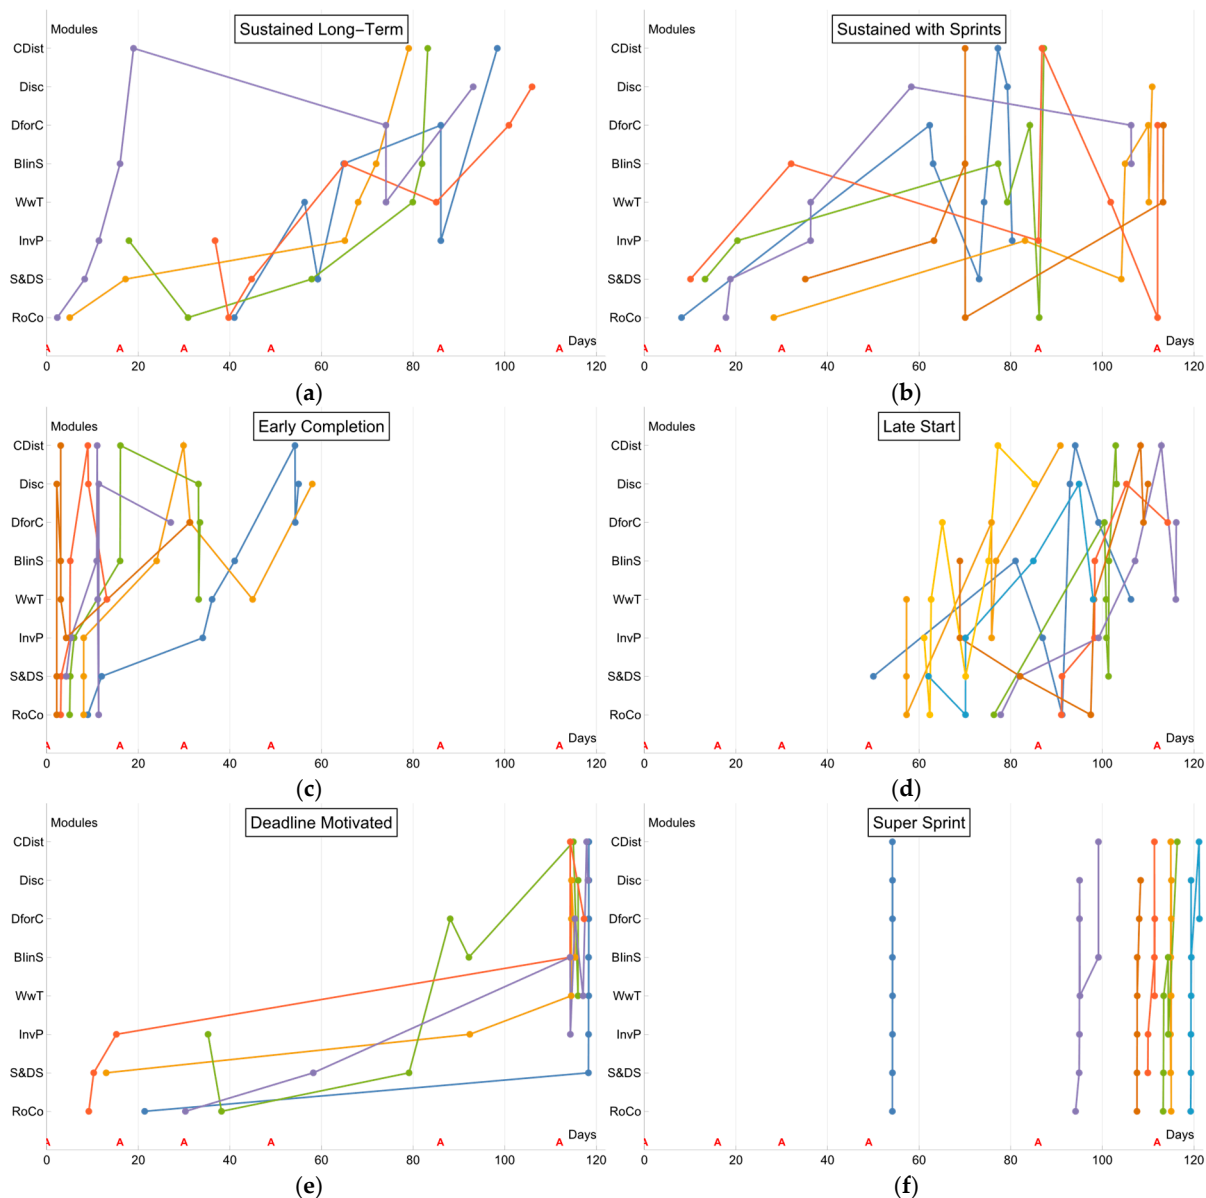 Modules
Sustained Long−Term
CDist
Disc
DforC
BlinS
WwT
InvP
S&DS
RoCo
Days
A A A A A A
0 20 40 60 80 100 120
(a)
Modules
Sustained with Sprints
CDist
Disc
DforC
BlinS
WwT
InvP
S&DS
RoCo
Days
A A A A A A
0 20 40 60 80 100 120
(b)
Modules
Early Completion
CDist
Disc
DforC
BlinS
WwT
InvP
S&DS
RoCo
Days
A A A A A A
0 20 40 60 80 100 120
(c)
Modules
Late Start
CDist
Disc
DforC
BlinS
WwT
InvP
S&DS
RoCo
Days
A A A A A A
0 20 40 60 80 100 120
(d)
Modules
Deadline Motivated
CDist
Disc
DforC
BlinS
WwT
InvP
S&DS
RoCo
Days
A A A A A A
0 20 40 60 80 100 120
(e)
Modules
Super Sprint
CDist
Disc
DforC
BlinS
WwT
InvP
S&DS
RoCo
Days
A A A A A A
0 20 40 60 80 100 120
(f)